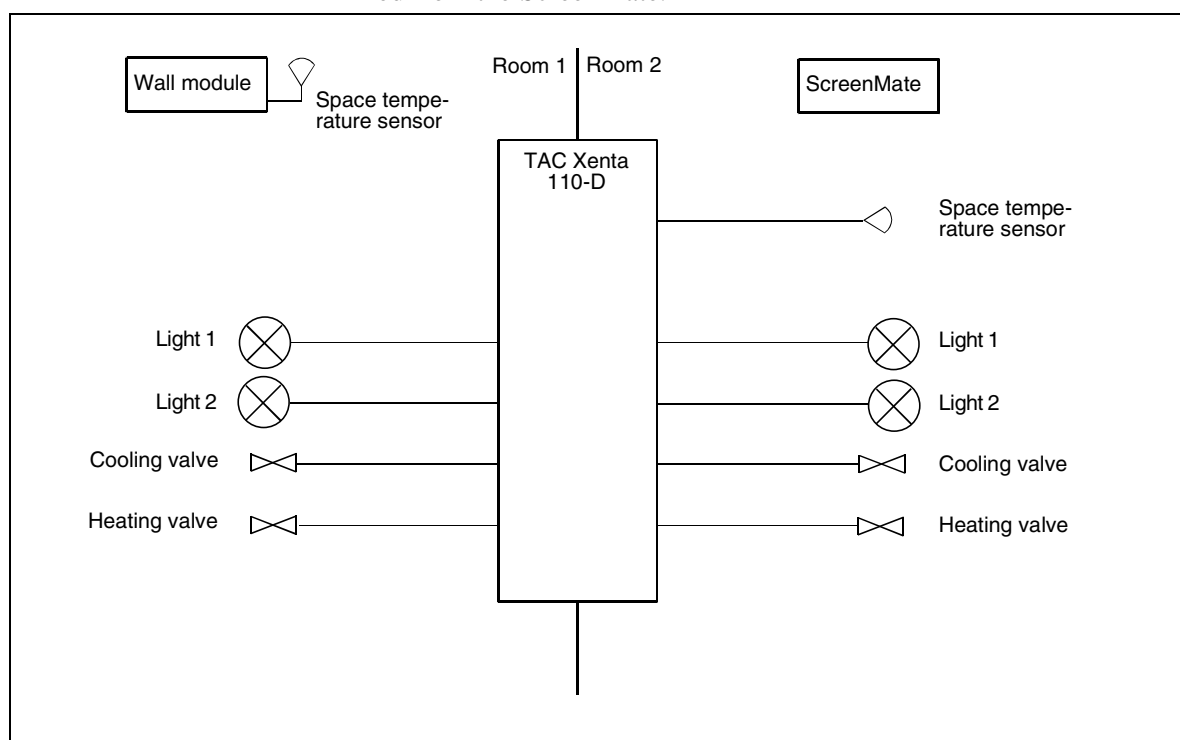 Room 1
Room 2
Wall module
ScreenMate
Space tempe-
rature sensor
TAC Xenta
110-D
Space tempe-
rature sensor
Light 1
Light 1
Light 2
Light 2
Cooling valve
Cooling valve
Heating valve
Heating valve